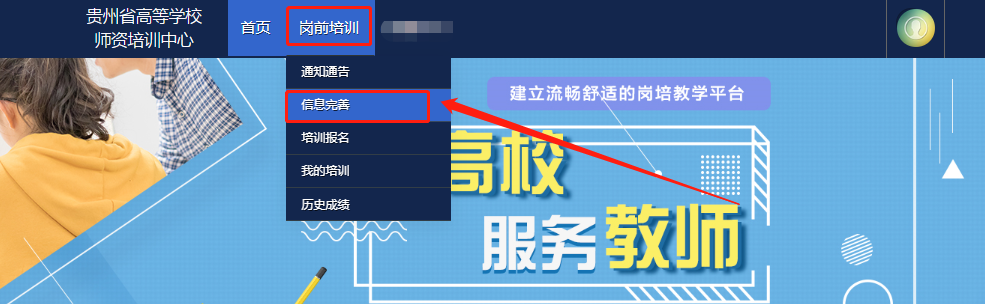 贵州省高等学校
师资培训中心
首页
岗前培训
通知通告
信息完善
培训报名
我的培训
历史成绩
建立流畅舒适的岗培教学平台
高校
服务教师